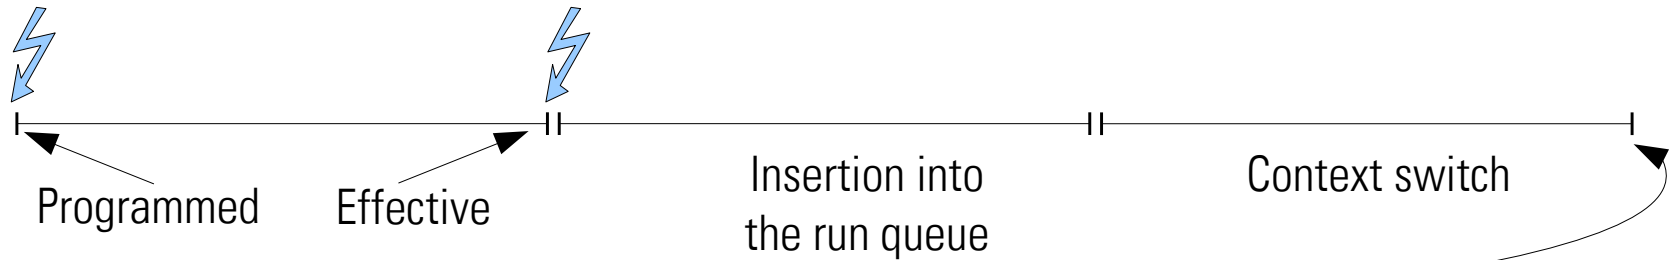 Programmed
Effective
Insertion into
the run queue
Context switch